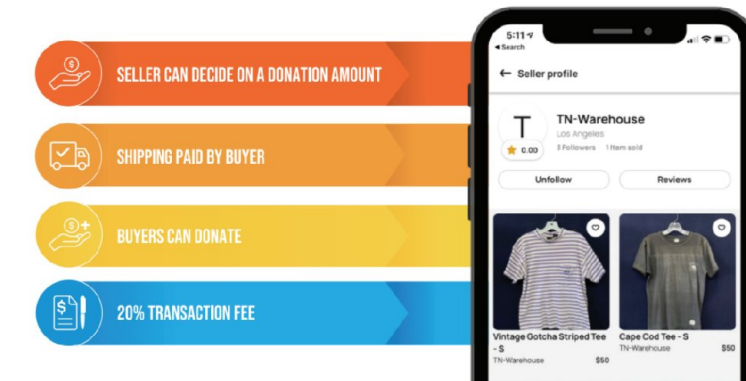 SELLER CAN DECIDE ON A DONATION AMOUNT
SHIPPING PAID BY BUYER
BUYERS CAN DONATE
20% TRANSACTION FEE
5:11
◀ Search
← Seller profile
T
0.00
TN-Warehouse
Los Angeles
3 Followers 1 Item sold
Unfollow
Reviews
Vintage Gotcha Striped Tee
- S
TN-Warehouse
$50
Cape Cod Tee - S
TN-Warehouse
$50